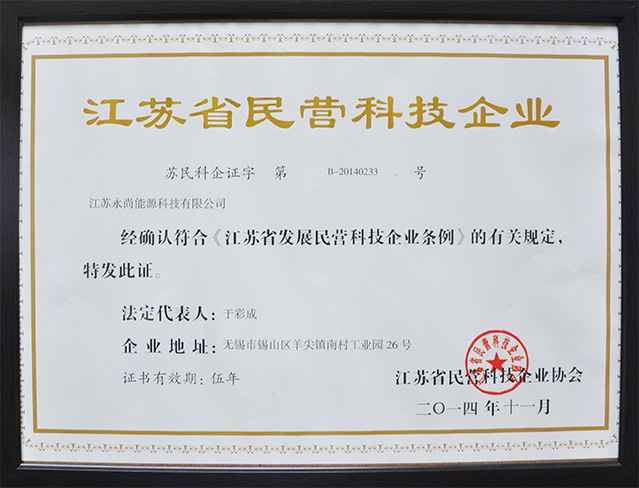 江苏省民营科技企业
苏民科企证字 第 B-20140233 号
江苏永尚能源科技有限公司
经确认符合《江苏省发展民营科技企业条例》的有关规定，
特发此证。
法定代表人：于彩成
企业地址：无锡市锡山区羊尖镇南村工业园26号
证书有效期：伍年
江苏省民营科技企业协会
二〇一四年十一月